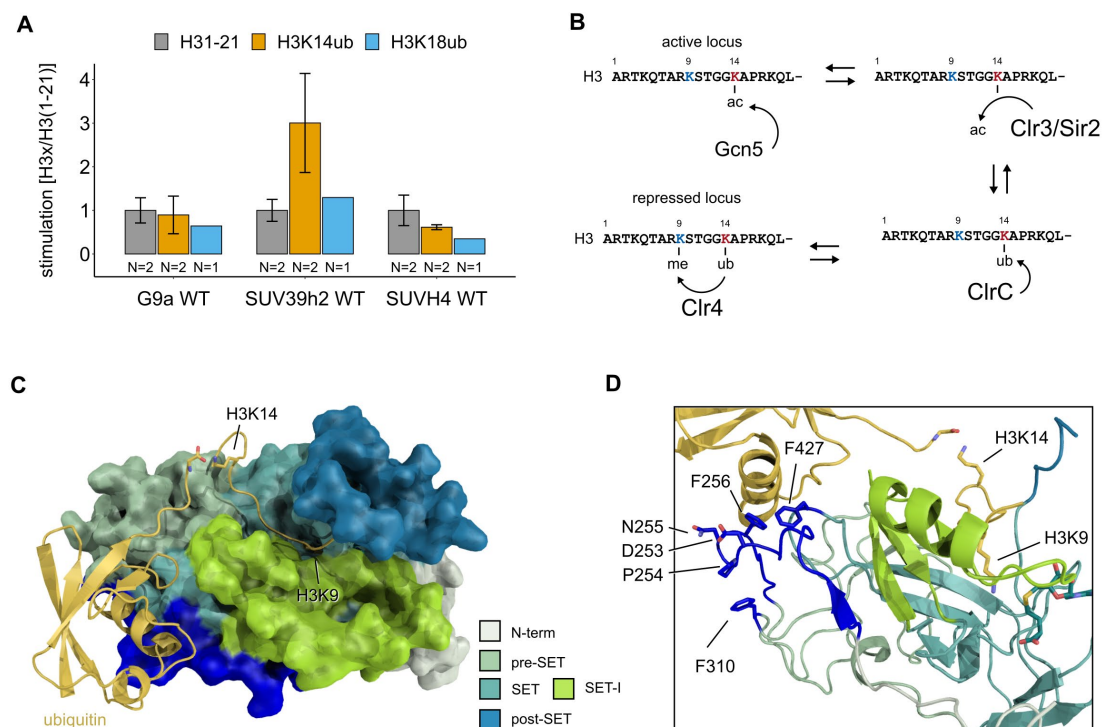 A
H31-21 H3K14ub H3K18ub
stimulation [H3x/H3(1-21)]
4
3
2
1
0
N=2 N=2 N=1 N=2 N=2 N=1 N=2 N=2 N=1
G9a WT SUV39h2 WT SUVH4 WT
B
active locus
1 9 14 1 9 14
H3 ARTKQTARKSTGGKAPRKQL– ARTKQTARKSTGGKAPRKQL–
ac
Gcn5
ac Clr3/Sir2
repressed locus
1 9 14 1 9 14
H3 ARTKQTARKSTGGKAPRKQL– ARTKQTARKSTGGKAPRKQL–
me ub ub
Clr4 ClrC
C
H3K14
H3K9
ubiquitin
N-term
pre-SET
SET SET-I
post-SET
D
F427
H3K14
F256
N255
D253
P254
H3K9
F310